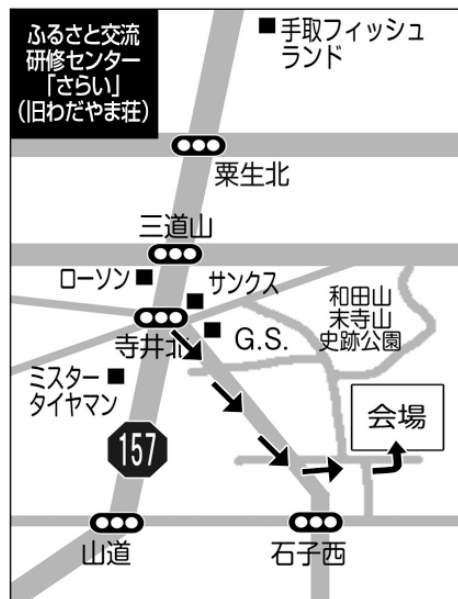 ふるさと交流
研修センター
「さらい」
（旧わだやま荘）
手取フィッシュ
ランド
粟生北
三道山
ローソン
サンクス
和田山
末寺山
史跡公園
寺井北
G.S.
ミスター
タイヤマン
会場
157
山道
石子西